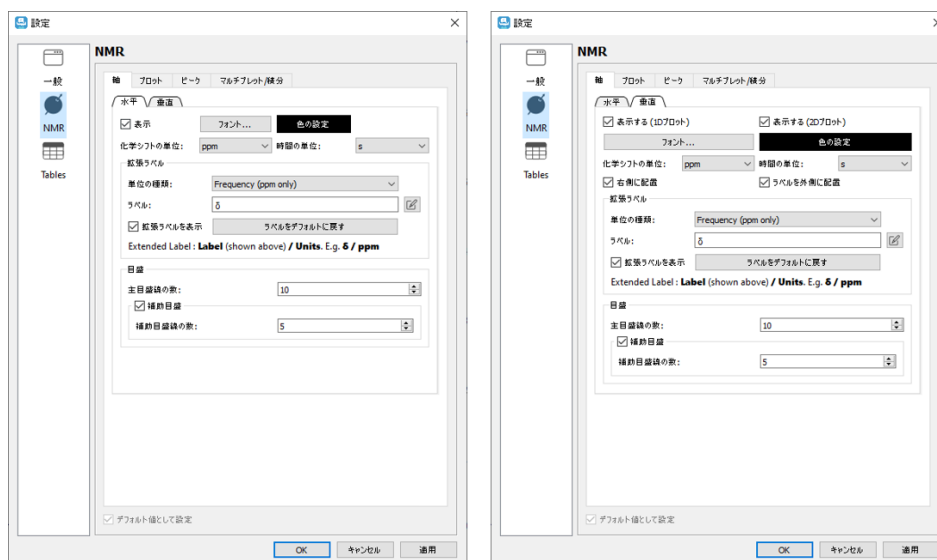 設定
NMR
一般
NMR
Tables
軸 プロット ピーク マルチプレット/積分
水平 垂直
表示 フォント... 色の設定
化学シフトの単位: ppm 時間の単位: s
拡張ラベル
単位の種類: Frequency (ppm only)
ラベル: δ
拡張ラベルを表示 ラベルをデフォルトに戻す
Extended Label : Label (shown above) / Units. E.g. δ / ppm
目盛
主目盛線の数: 10
補助目盛
補助目盛線の数: 5
デフォルト値として設定
OK キャンセル 適用
設定
NMR
一般
NMR
Tables
軸 プロット ピーク マルチプレット/積分
水平 垂直
表示する (1Dプロット) 表示する (2Dプロット)
フォント... 色の設定
化学シフトの単位: ppm 時間の単位: s
右側に配置 ラベルを外側に配置
拡張ラベル
単位の種類: Frequency (ppm only)
ラベル: δ
拡張ラベルを表示 ラベルをデフォルトに戻す
Extended Label : Label (shown above) / Units. E.g. δ / ppm
目盛
主目盛線の数: 10
補助目盛
補助目盛線の数: 5
デフォルト値として設定
OK キャンセル 適用